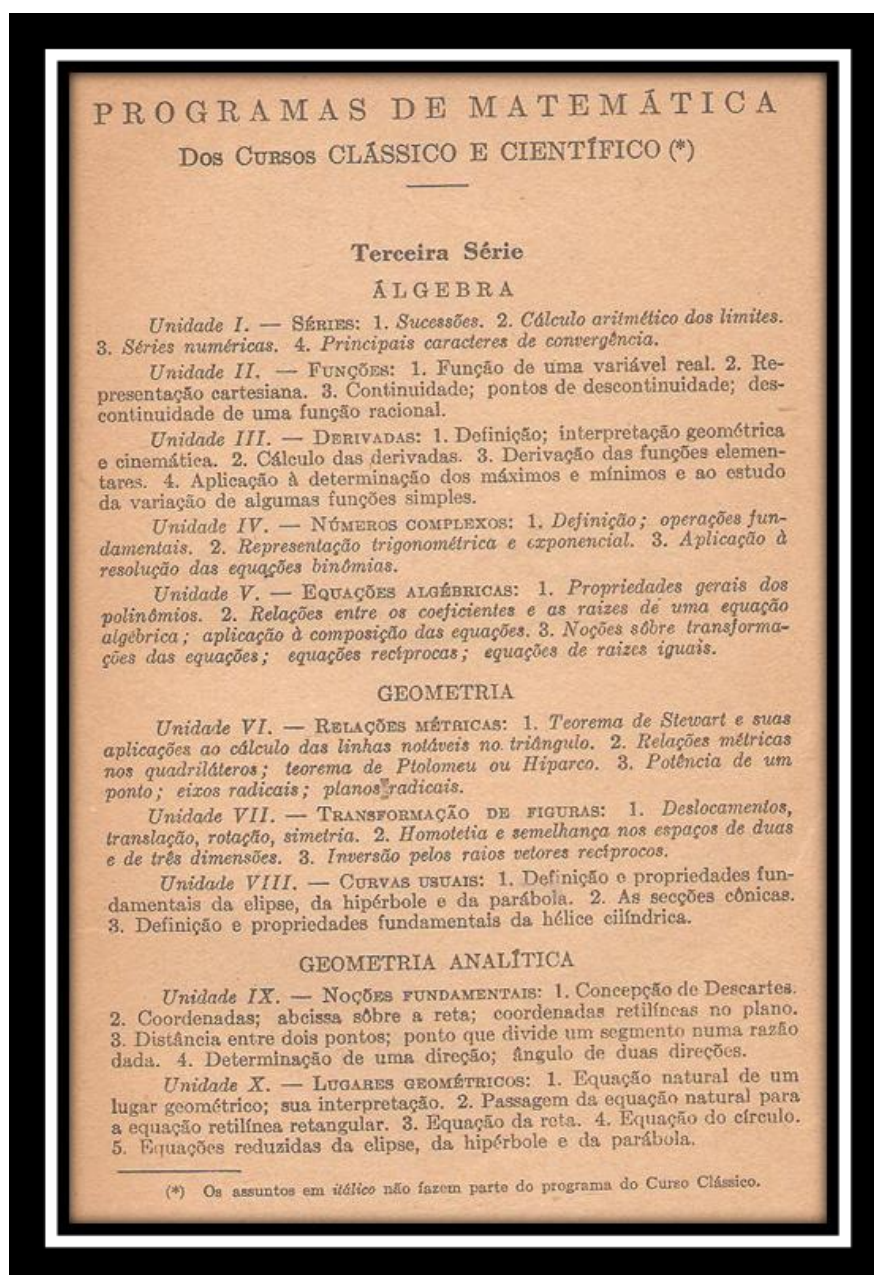 PROGRAMAS DE MATEMÁTICA
DOS CURSOS CLÁSSICO E CIENTÍFICO (*)
Terceira Série
ÁLGEBRA
Unidade I. — SÉRIES: 1. Sucessões. 2. Cálculo aritmético dos limites.
3. Séries numéricas. 4. Principais caracteres de convergência.
Unidade II. — FUNÇÕES: 1. Função de uma variável real. 2. Re-
presentação cartesiana. 3. Continuidade; pontos de descontinuidade; des-
continuidade de uma função racional.
Unidade III. — DERIVADAS: 1. Definição; interpretação geométrica
e cinemática. 2. Cálculo das derivadas. 3. Derivação das funções elemen-
tares. 4. Aplicação à determinação dos máximos e mínimos e ao estudo
da variação de algumas funções simples.
Unidade IV. — NÚMEROS COMPLEXOS: 1. Definição; operações fun-
damentais. 2. Representação trigonométrica e exponencial. 3. Aplicação à
resolução das equações binômias.
Unidade V. — EQUAÇÕES ALGÉBRICAS: 1. Propriedades gerais dos
polinômios. 2. Relações entre os coeficientes e as raízes de uma equação
algébrica; aplicação à composição das equações. 3. Noções sôbre transforma-
ções das equações; equações recíprocas; equações de raízes iguais.
GEOMETRIA
Unidade VI. — RELAÇÕES MÉTRICAS: 1. Teorema de Stewart e suas
aplicações ao cálculo das linhas notáveis no triângulo. 2. Relações métricas
nos quadriláteros; teorema de Ptolomeu ou Hiparco. 3. Potência de um
ponto; eixos radicais; planos radicais.
Unidade VII. — TRANSFORMAÇÃO DE FIGURAS: 1. Deslocamentos,
translação, rotação, simetria. 2. Homotetia e semelhança nos espaços de duas
e de três dimensões. 3. Inversão pelos raios vetores recíprocos.
Unidade VIII. — CURVAS USUAIS: 1. Definição e propriedades fun-
damentais da elipse, da hipérbole e da parábola. 2. As secções cônicas.
3. Definição e propriedades fundamentais da hélice cilíndrica.
GEOMETRIA ANALÍTICA
Unidade IX. — NOÇÕES FUNDAMENTAIS: 1. Concepção de Descartes.
2. Coordenadas; abcissa sôbre a reta; coordenadas retilíneas no plano.
3. Distância entre dois pontos; ponto que divide um segmento numa razão
dada. 4. Determinação de uma direção; ângulo de duas direções.
Unidade X. — LUGARES GEOMÉTRICOS: 1. Equação natural de um
lugar geométrico; sua interpretação. 2. Passagem da equação natural para
a equação retilínea retangular. 3. Equação da reta. 4. Equação do círculo.
5. Equações reduzidas da elipse, da hipérbole e da parábola.
(*) Os assuntos em itálico não fazem parte do programa do Curso Clássico.